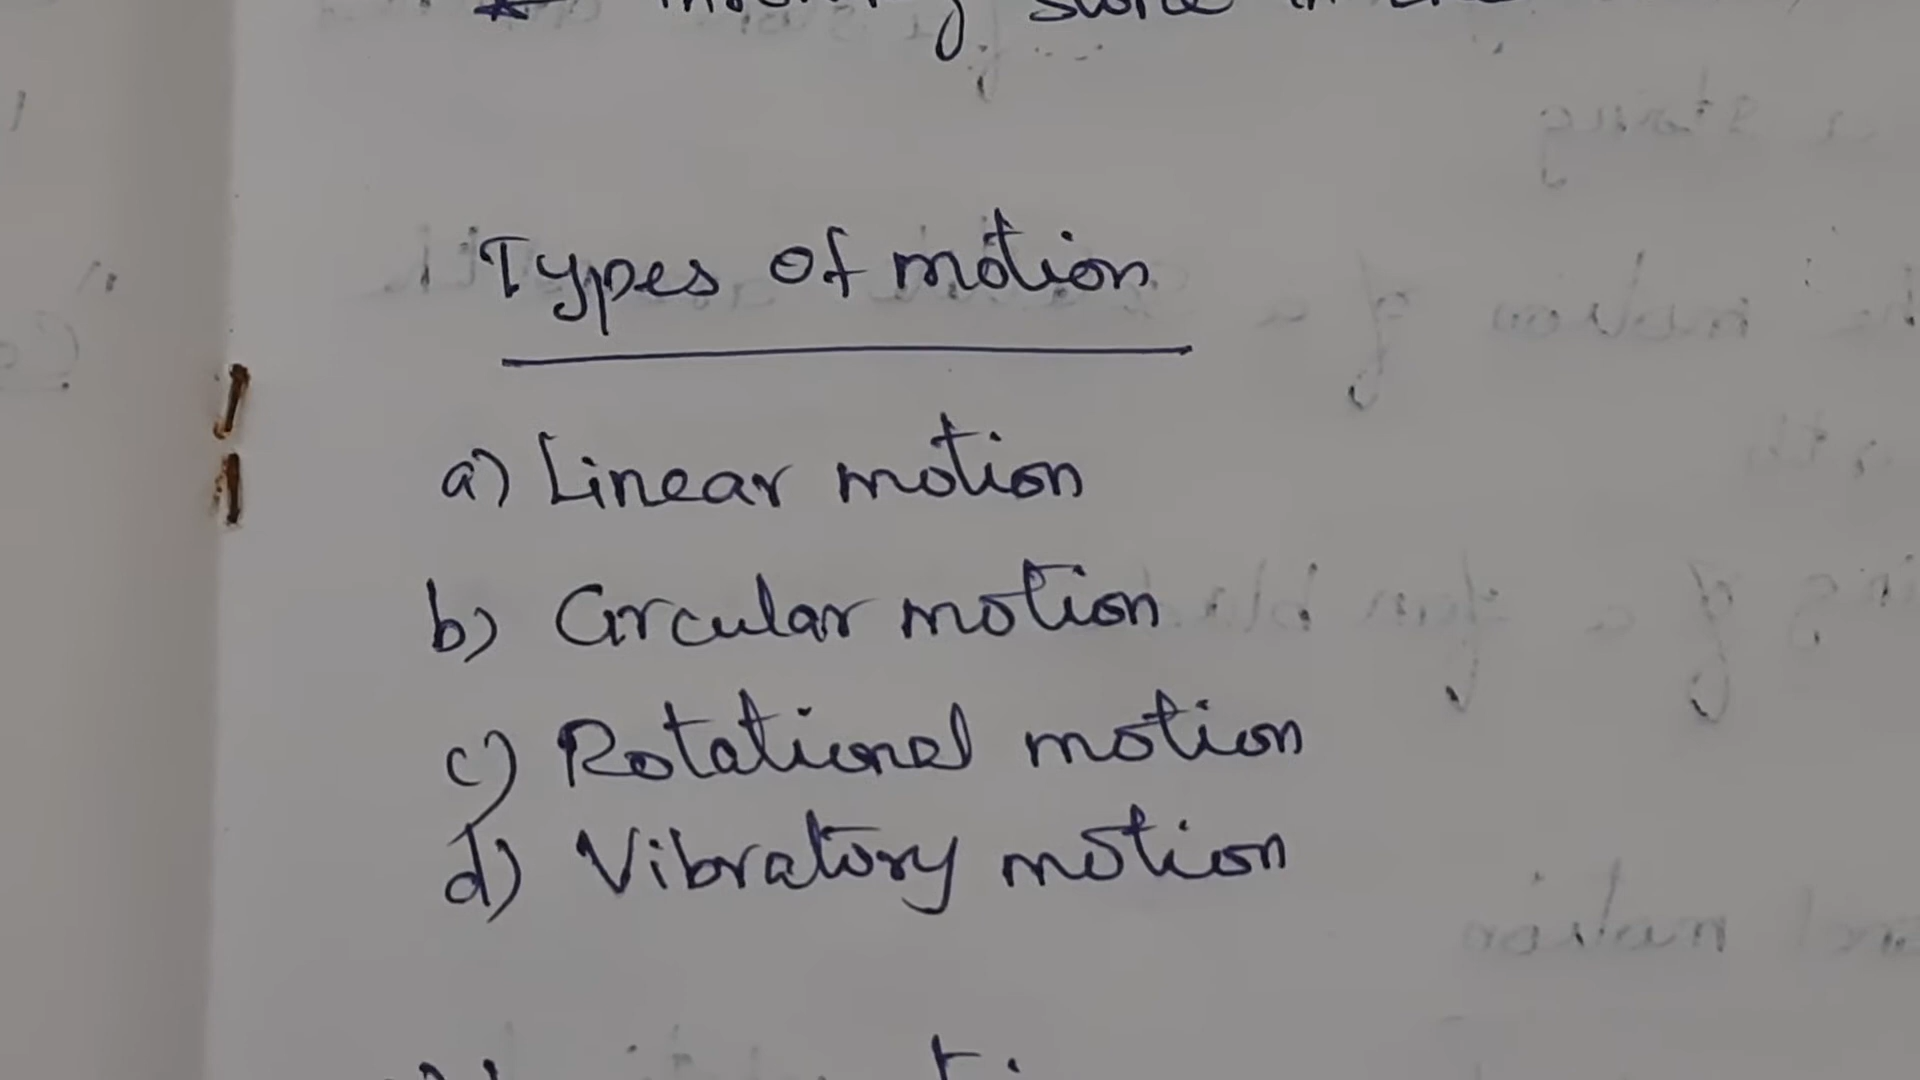 Types of motion
a) Linear motion
b) Circular motion
c) Rotational motion
d) Vibratory motion